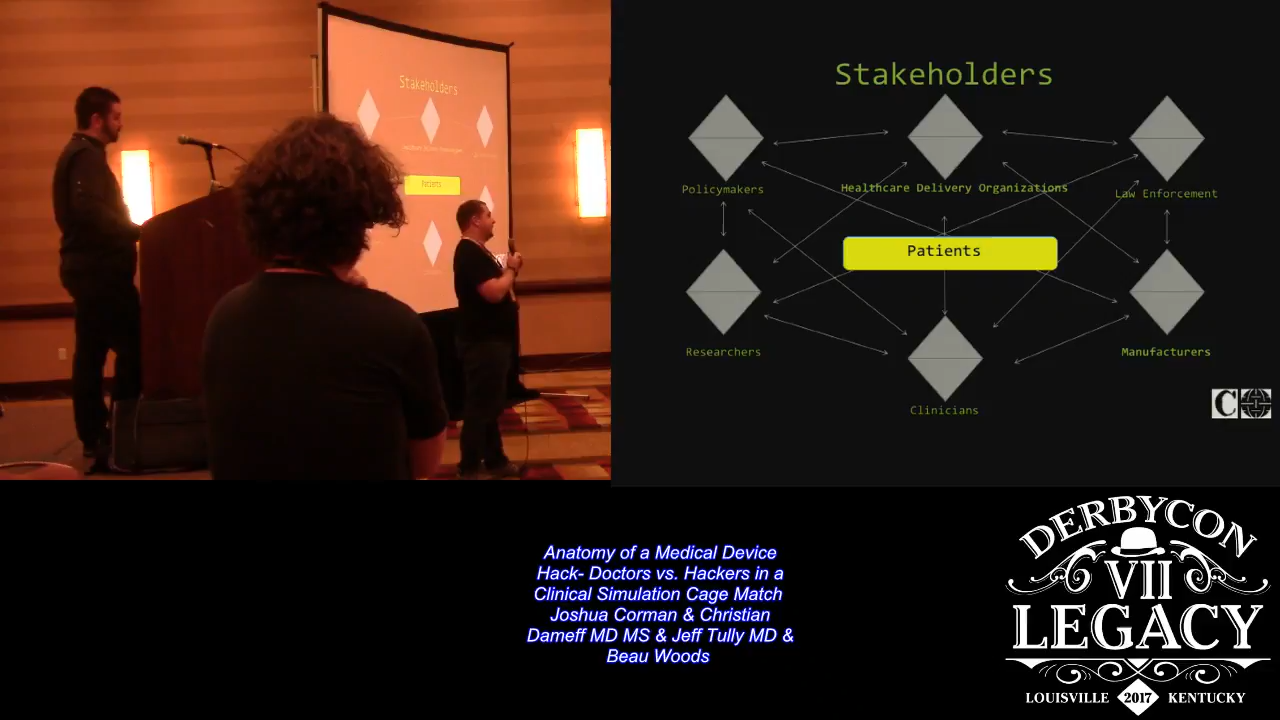 Stakeholders
Patients
Stakeholders
Policymakers
Healthcare Delivery Organizations
Law Enforcement
Patients
Researchers
Manufacturers
Clinicians
C
Anatomy of a Medical Device
Hack- Doctors vs. Hackers in a
Clinical Simulation Cage Match
Joshua Corman & Christian
Dameff MD MS & Jeff Tully MD &
Beau Woods
DERBYCON
VII
LEGACY
LOUISVILLE 2017 KENTUCKY